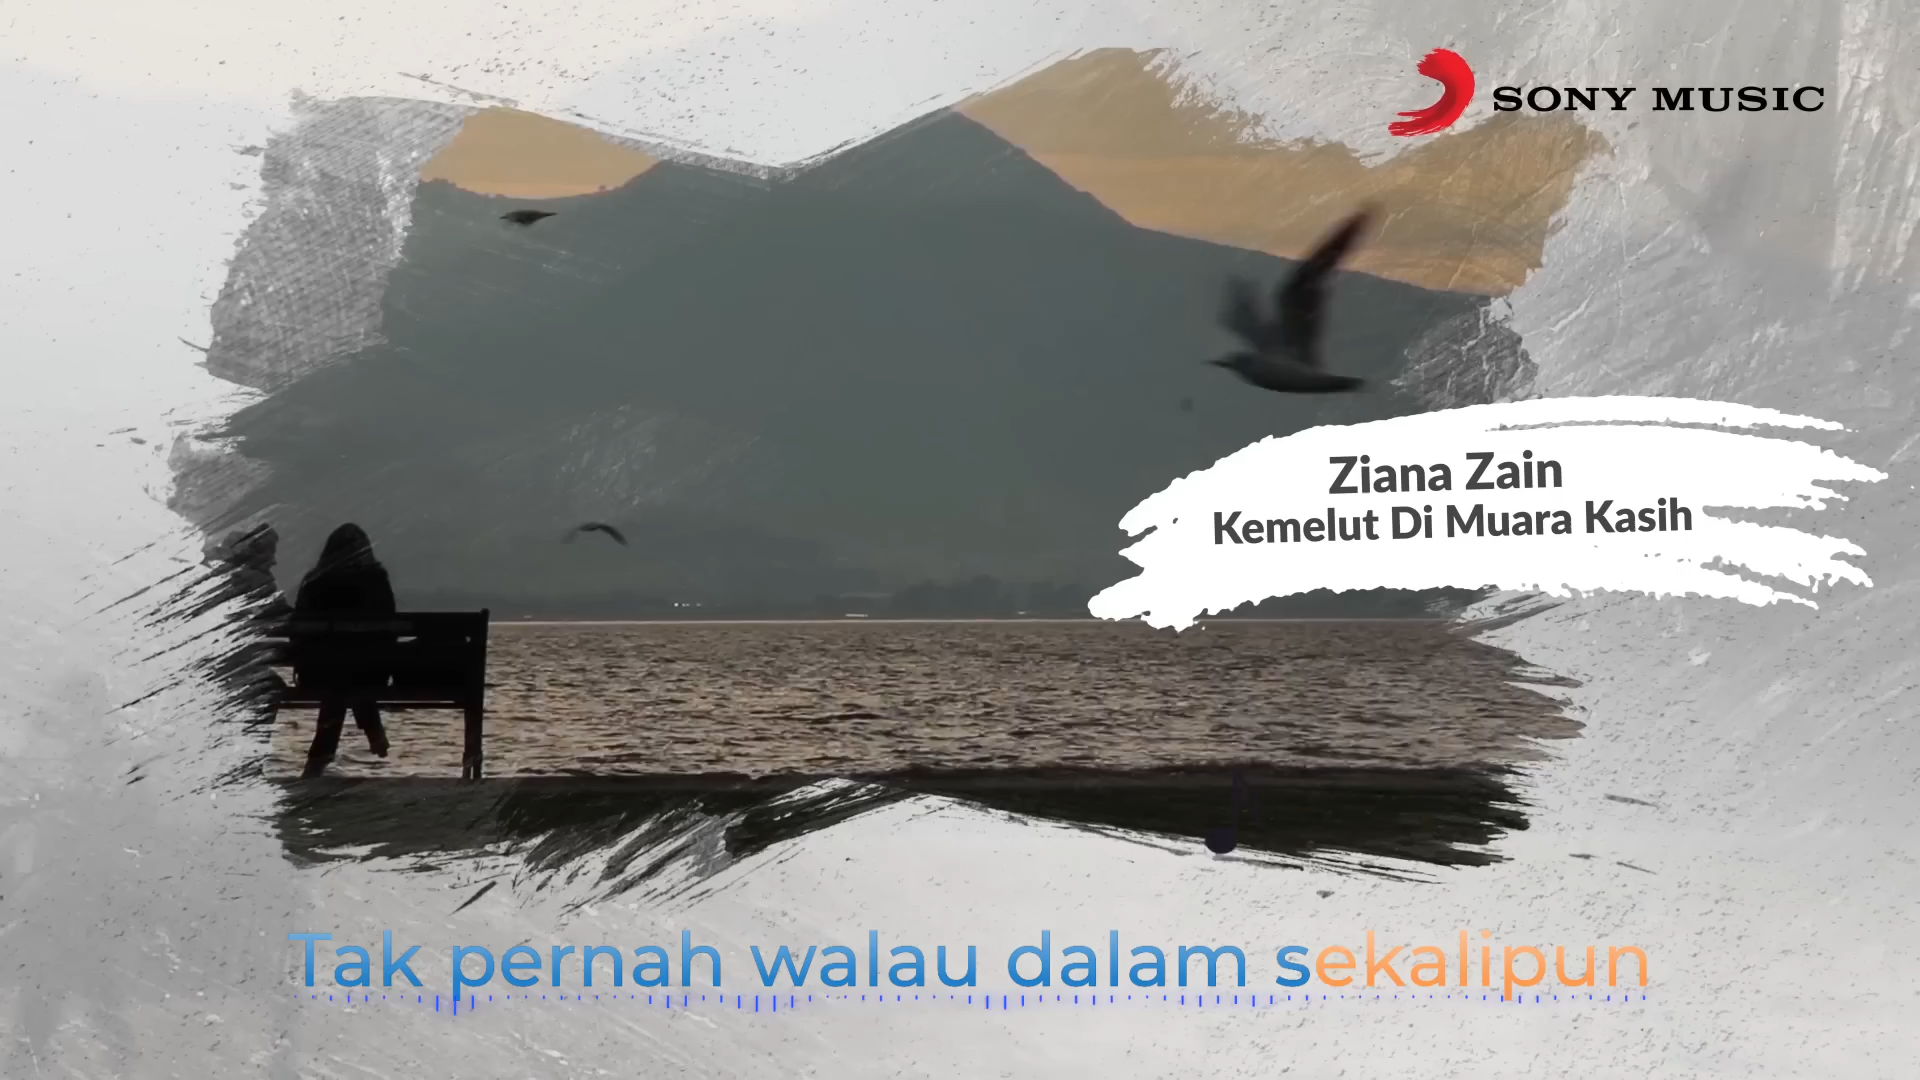 SONY MUSIC
Ziana Zain
Kemelut Di Muara Kasih
Tak pernah walau dalam sekalipun